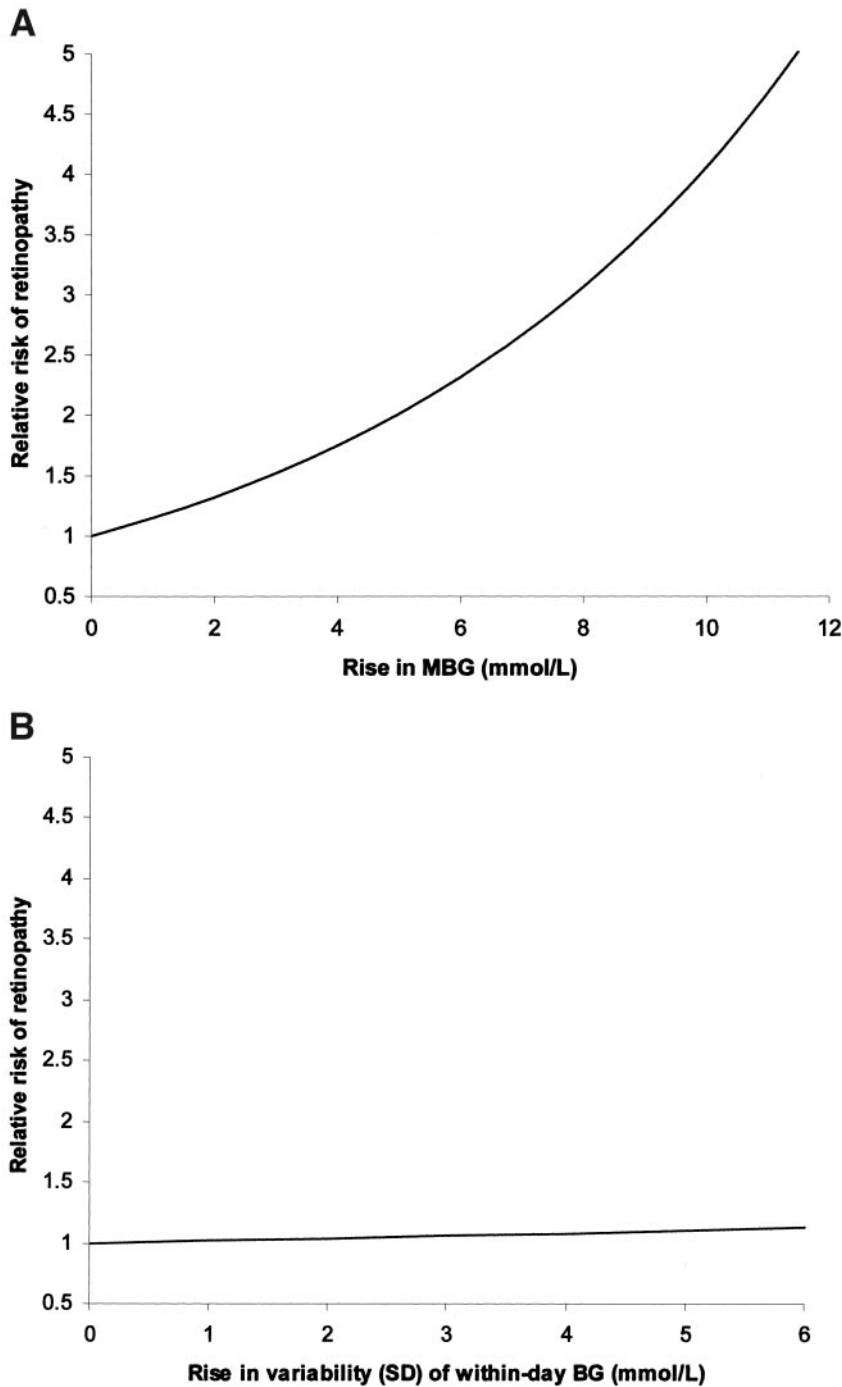 A
5
4.5
4
3.5
3
2.5
2
1.5
1
0.5
Relative risk of retinopathy
0 2 4 6 8 10 12
Rise in MBG (mmol/L)
B
5
4.5
4
3.5
3
2.5
2
1.5
1
0.5
Relative risk of retinopathy
0 1 2 3 4 5 6
Rise in variability (SD) of within-day BG (mmol/L)